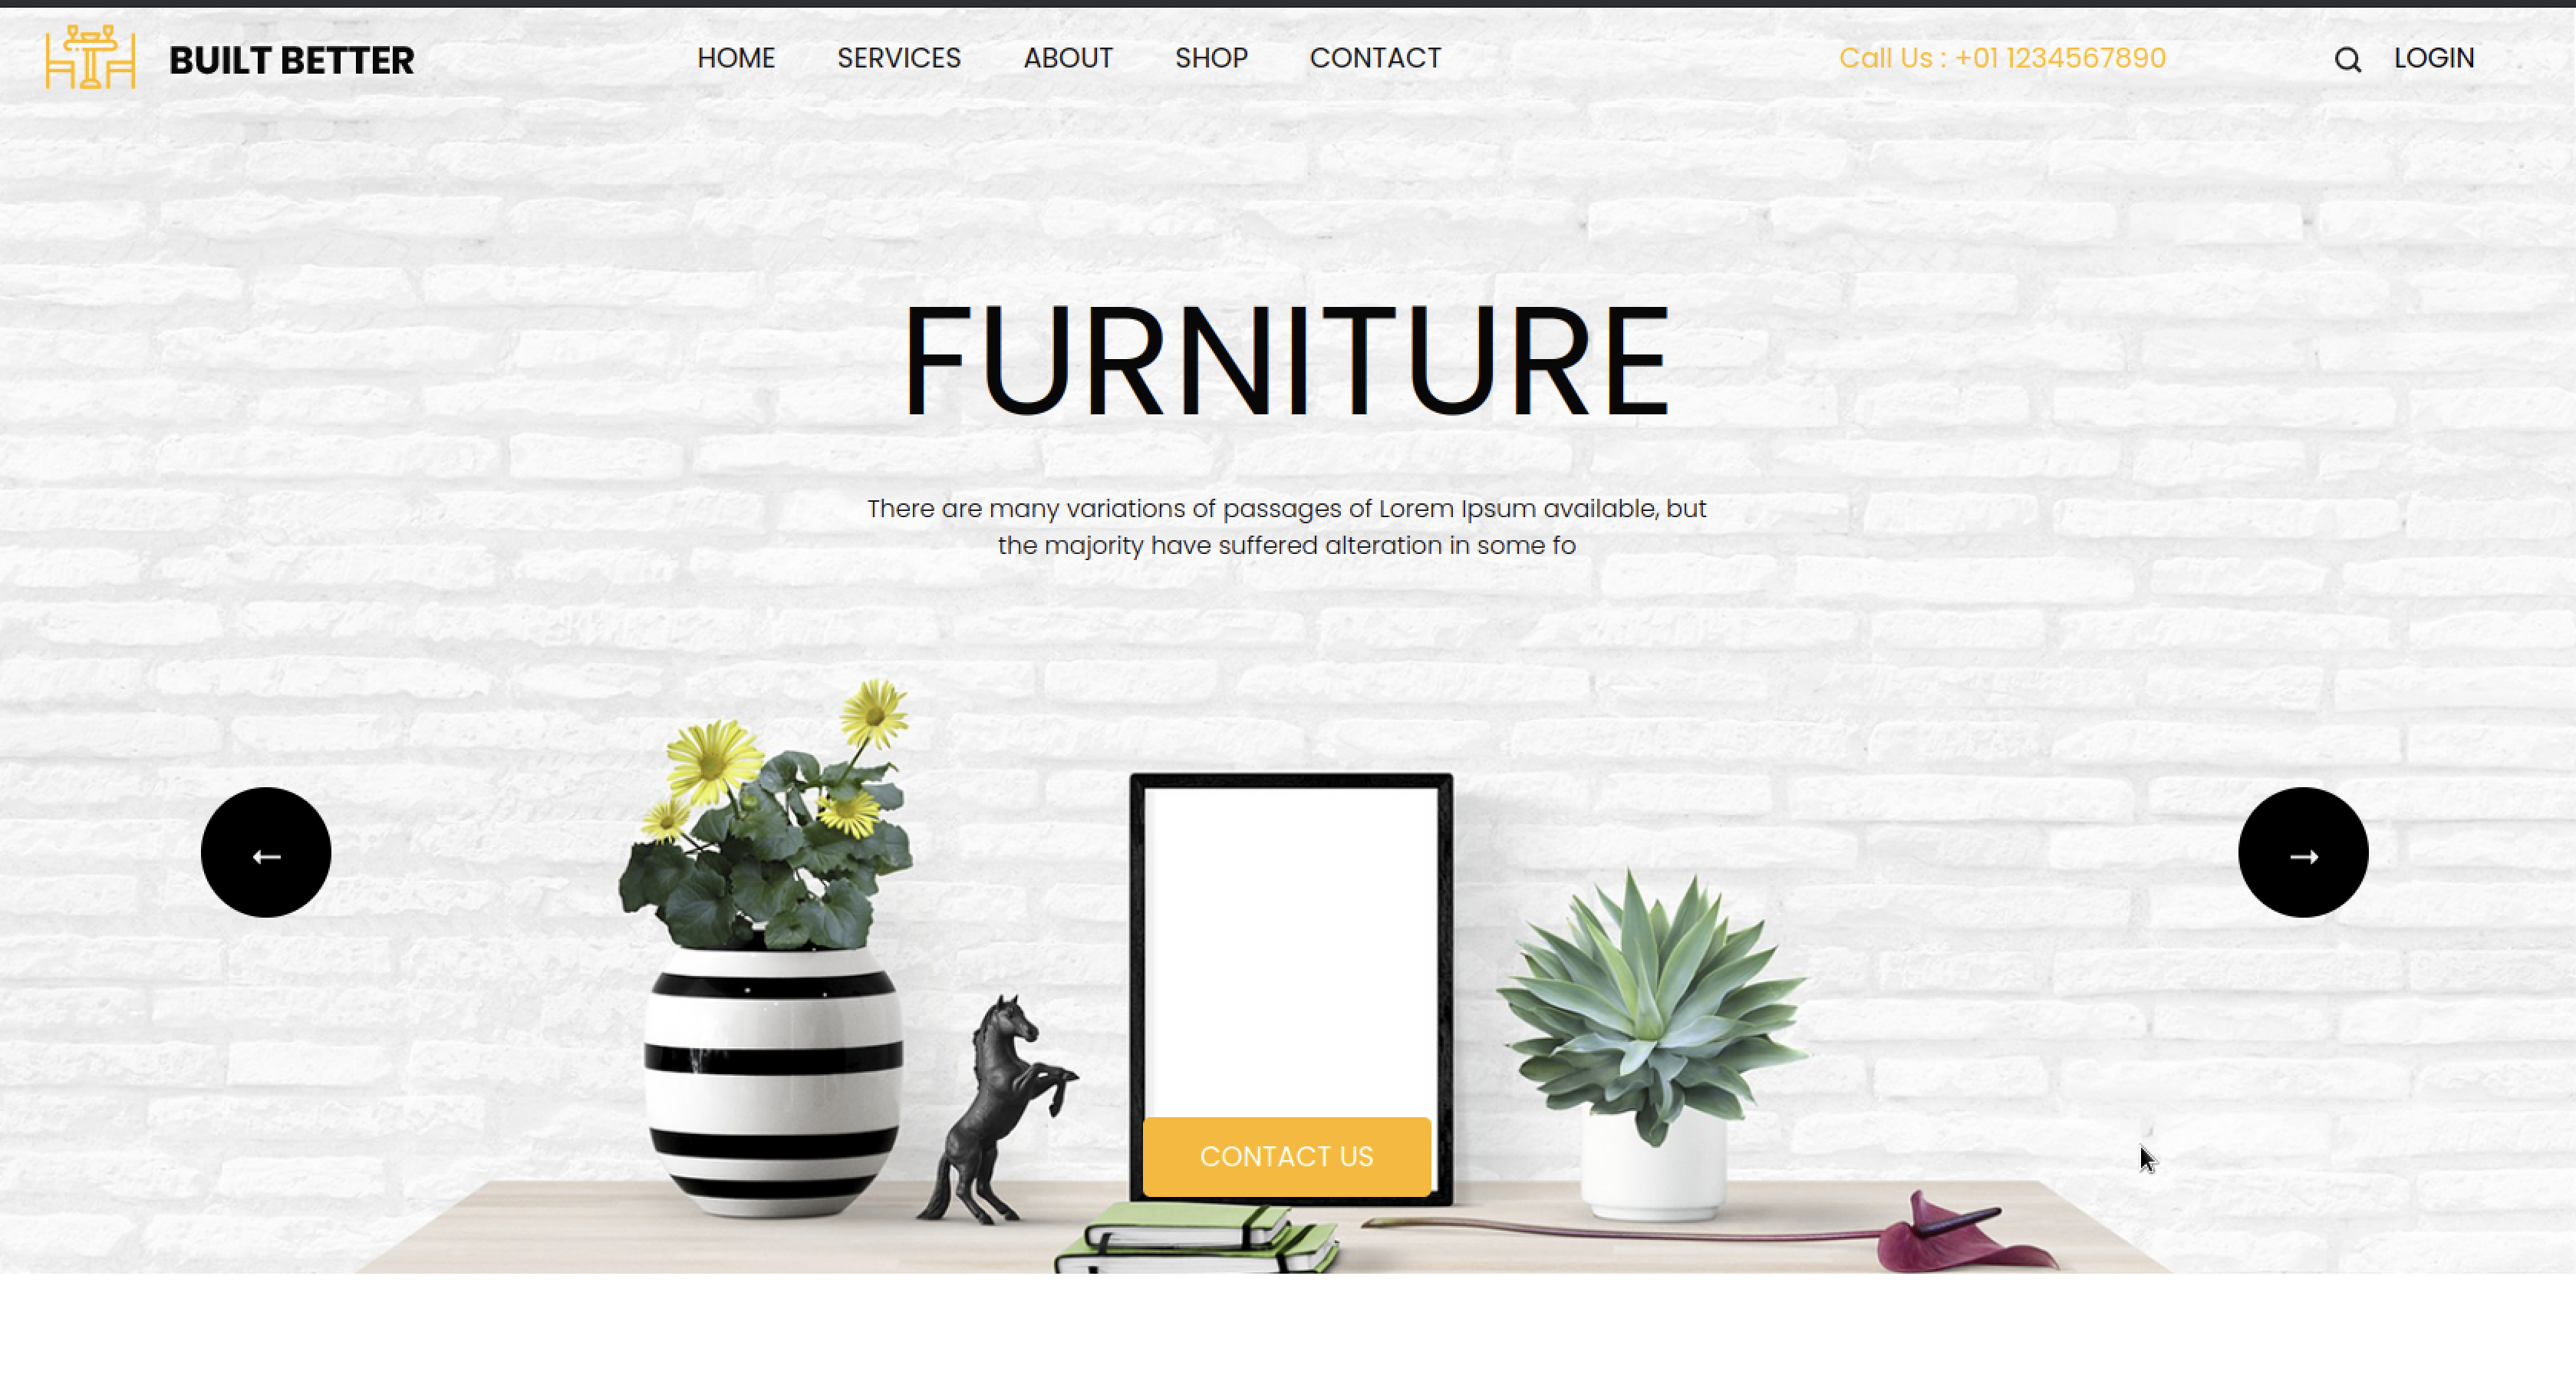 BUILT BETTER
HOME SERVICES ABOUT SHOP CONTACT
Call Us : +01 1234567890
LOGIN
FURNITURE
There are many variations of passages of Lorem Ipsum available, but
the majority have suffered alteration in some fo
← →
CONTACT US